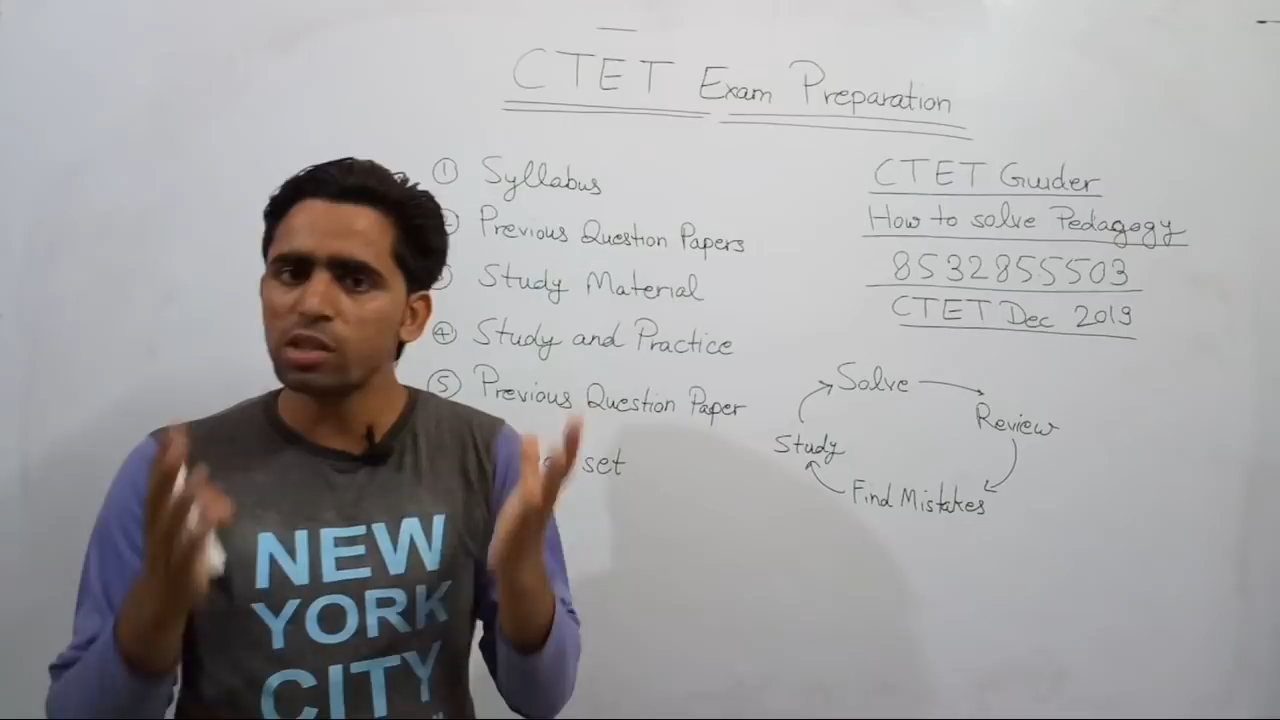 CTET Exam Preparation
① Syllabus
Previous Question Papers
Study Material
④ Study and Practice
⑤ Previous Question Paper
set
CTET Guider
How to solve Pedagogy
8532855503
CTET Dec 2019
Solve
Review
Study
Find Mistakes
NEW
YORK
CITY